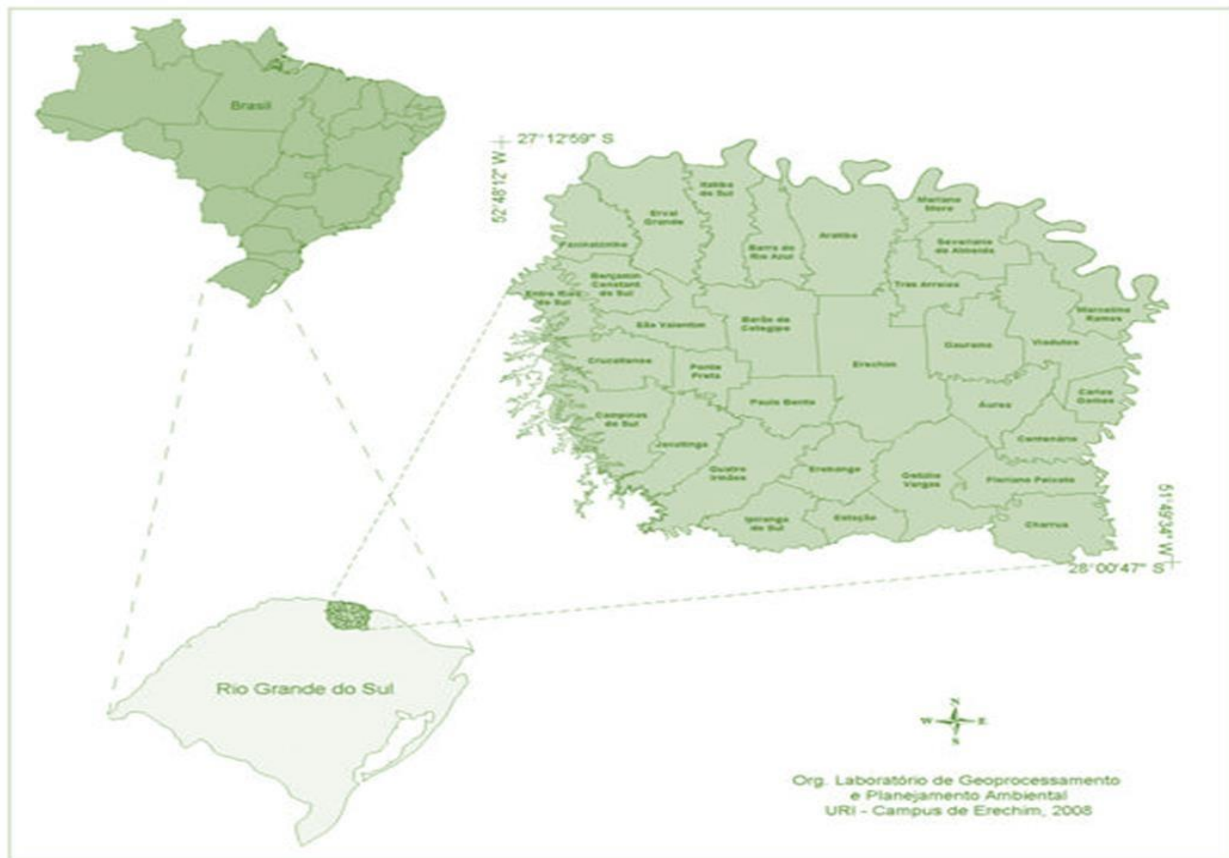 Brasil
27°12'59" S
52°48'12" W
Itatiba
do Sul
Mariano
Moro
Erval
Grande
Aratiba
Severiano
de Almeida
Faxinalzinho
Barra do
Rio Azul
Benjamin
Constant
do Sul
Tres Arroios
Entre Rios
do Sul
Marcelino
Ramos
São Valentim
Barão de
Cotegipe
Gaurama
Viadutos
Erechim
Cruzaltense
Ponte
Preta
Carlos
Gomes
Paulo Bento
Áurea
Campinas
do Sul
Centenário
Jacutinga
Quatro
Irmãos
Erebango
Getúlio
Vargas
Floriano Peixoto
Ipiranga
do Sul
Estação
Charrua
51°49'34" W
28°00'47" S
Rio Grande do Sul
N
W
E
S
Org. Laboratório de Geoprocessamento
e Planejamento Ambiental
URI - Campus de Erechim, 2008